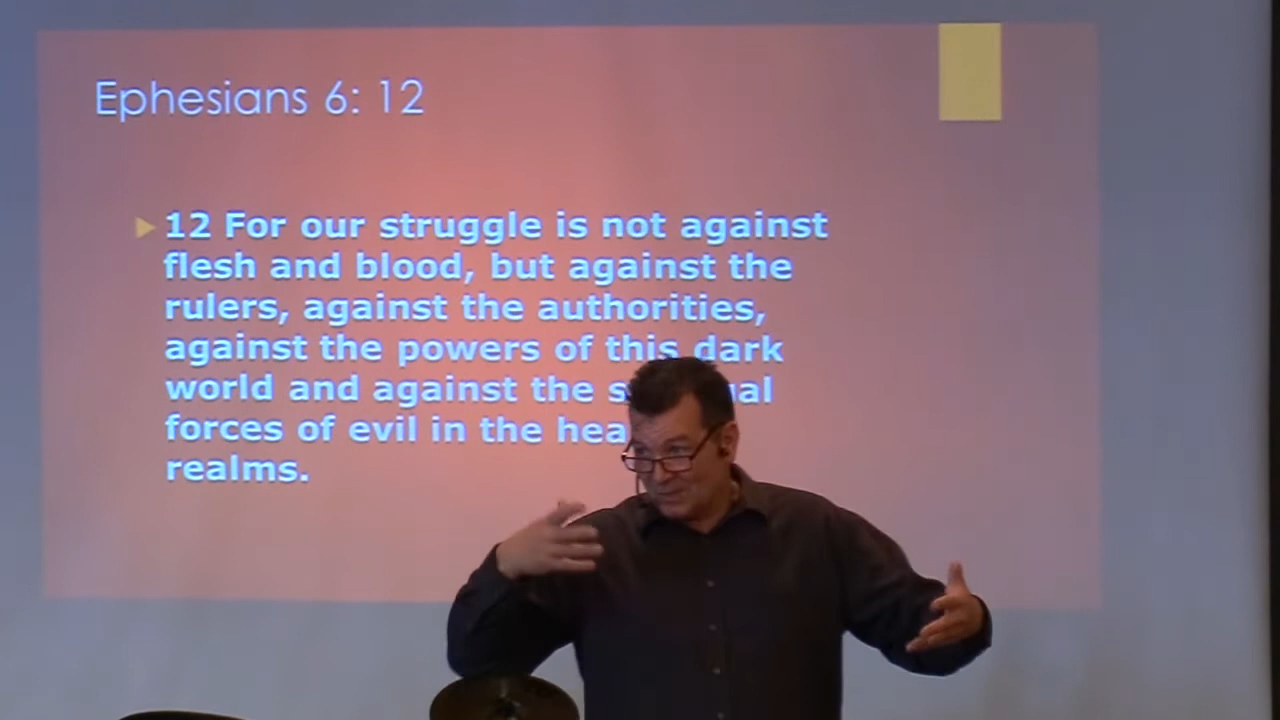 Ephesians 6: 12
12 For our struggle is not against
flesh and blood, but against the
rulers, against the authorities,
against the powers of this dark
world and against the
forces of evil in the
realms.